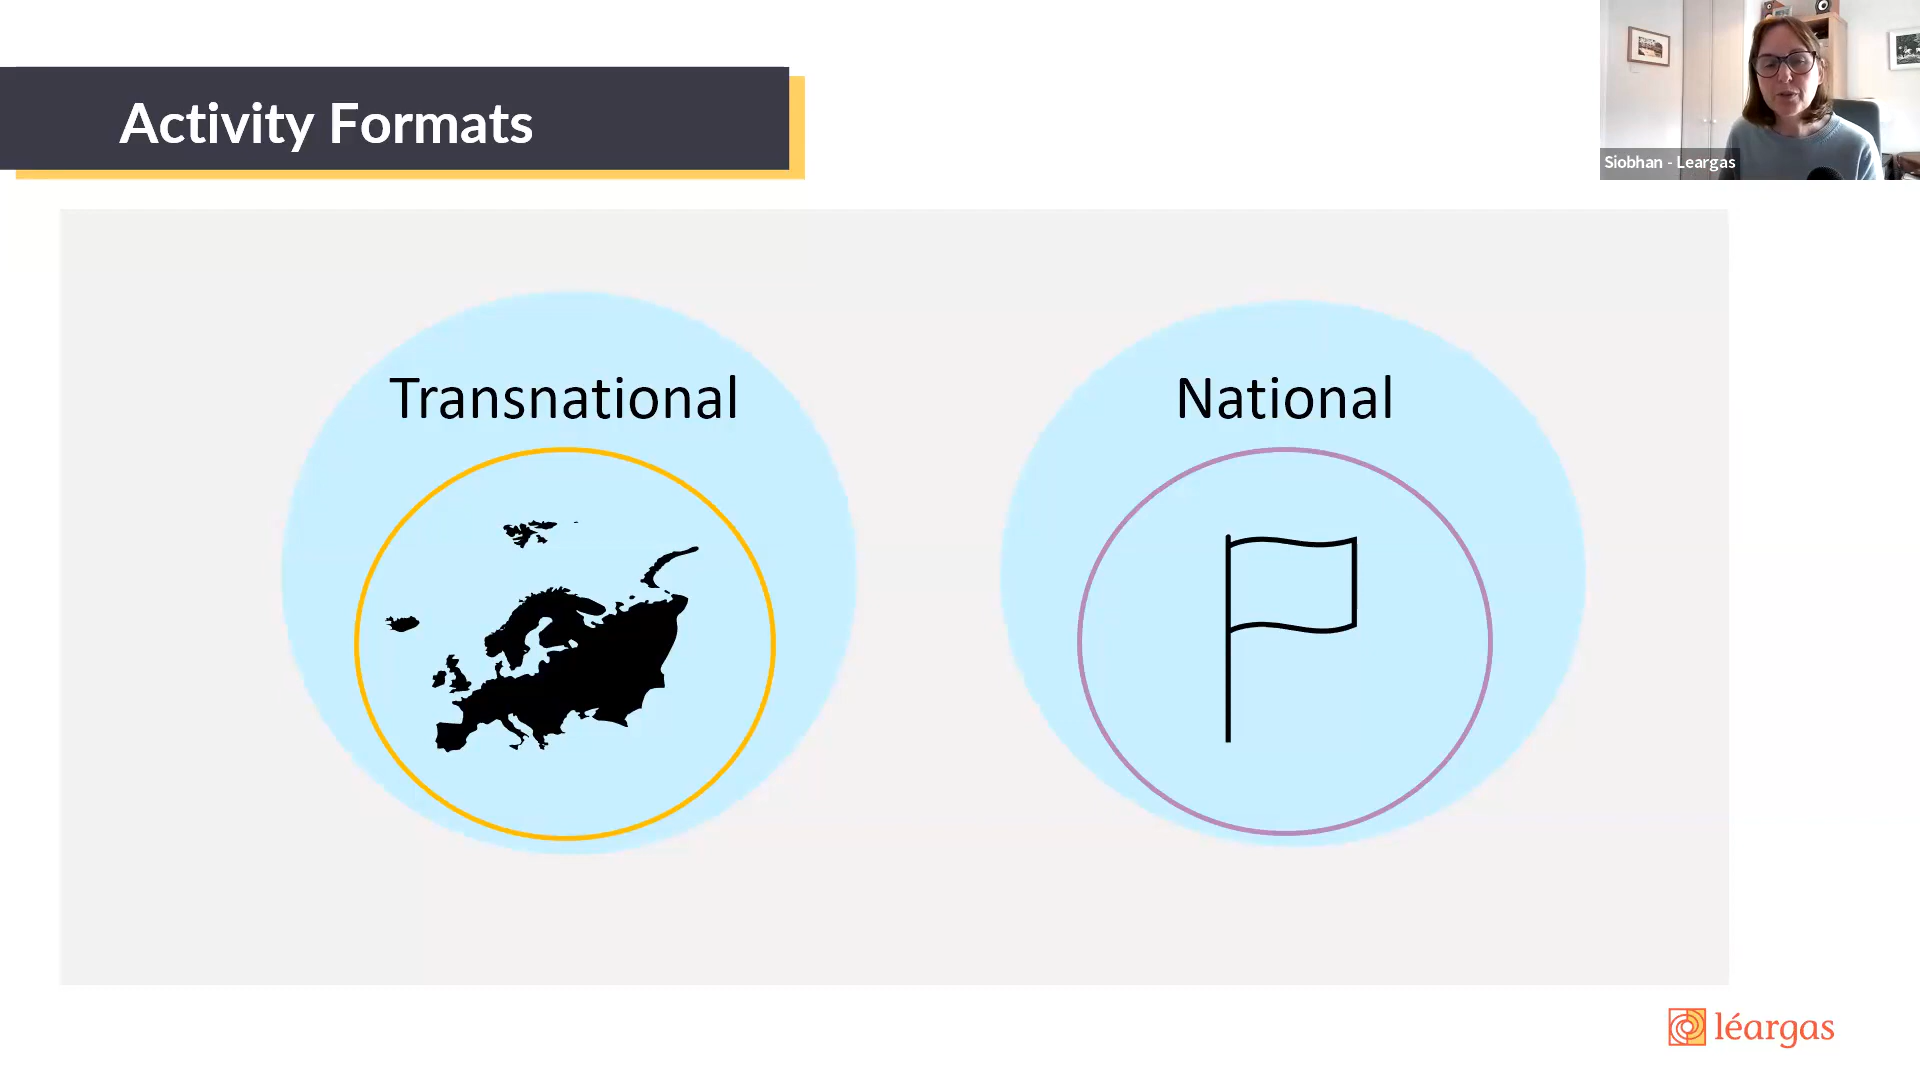 Activity Formats
Siobhan - Leargas
Transnational
National
léargas